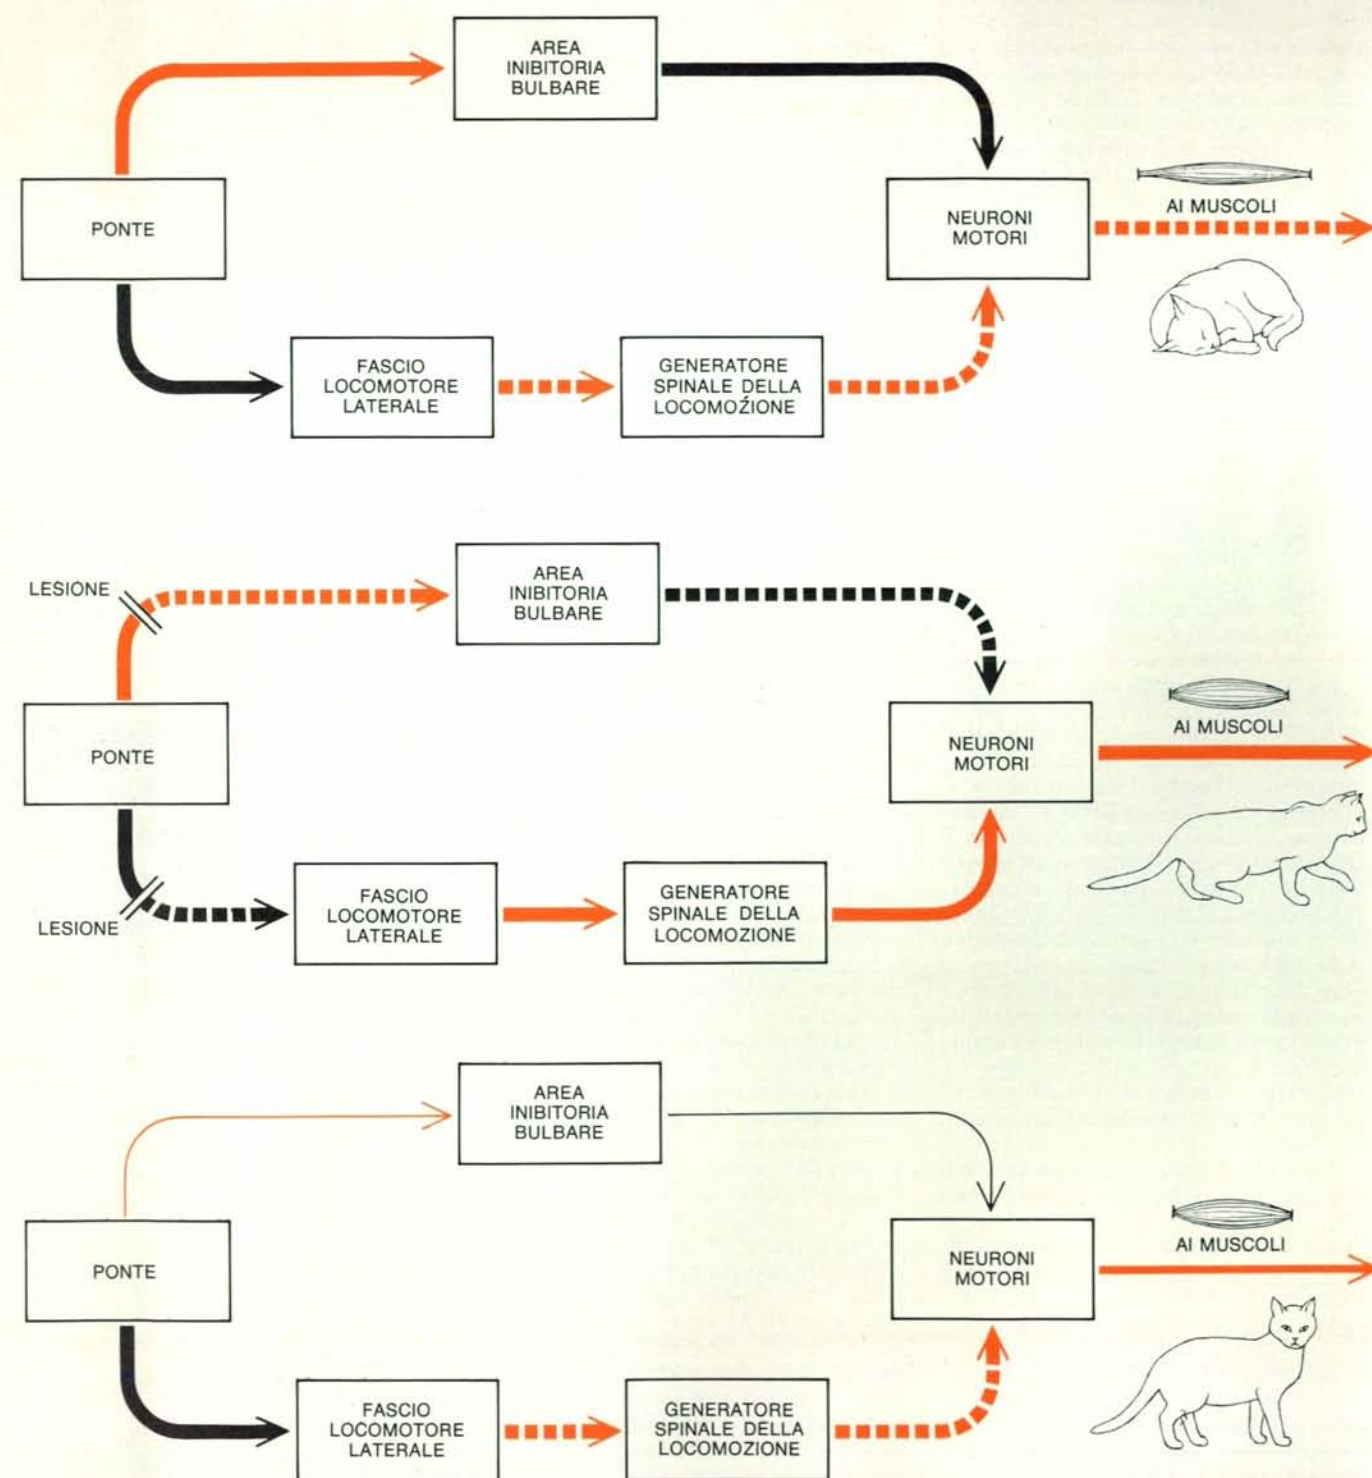 AREA
INIBITORIA
BULBARE
PONTE
NEURONI
MOTORI
AI MUSCOLI
FASCIO
LOCOMOTORE
LATERALE
GENERATORE
SPINALE DELLA
LOCOMOZIONE
LESIONE
AREA
INIBITORIA
BULBARE
PONTE
NEURONI
MOTORI
AI MUSCOLI
LESIONE
FASCIO
LOCOMOTORE
LATERALE
GENERATORE
SPINALE DELLA
LOCOMOZIONE
AREA
INIBITORIA
BULBARE
PONTE
NEURONI
MOTORI
AI MUSCOLI
FASCIO
LOCOMOTORE
LATERALE
GENERATORE
SPINALE DELLA
LOCOMOZIONE